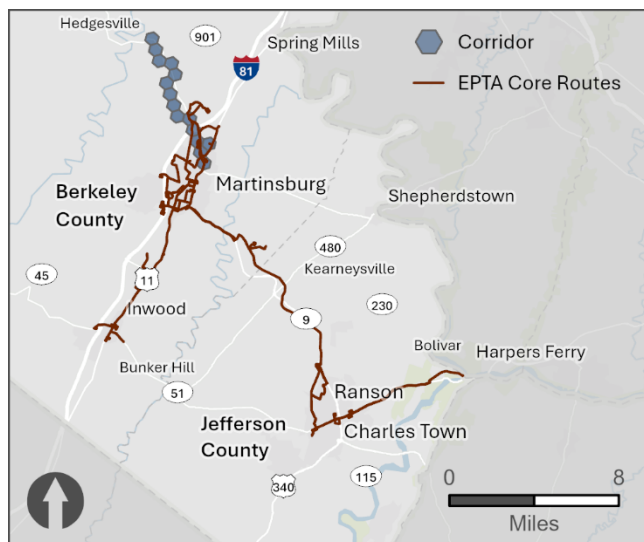 Hedgesville
901
Spring Mills
81
Corridor
EPTA Core Routes
Berkeley
County
Martinsburg
Shepherdstown
480
Kearneysville
45
11
230
Inwood
9
Bolivar
Harpers Ferry
Bunker Hill
51
Ranson
Jefferson
County
Charles Town
115
340
0
8
Miles